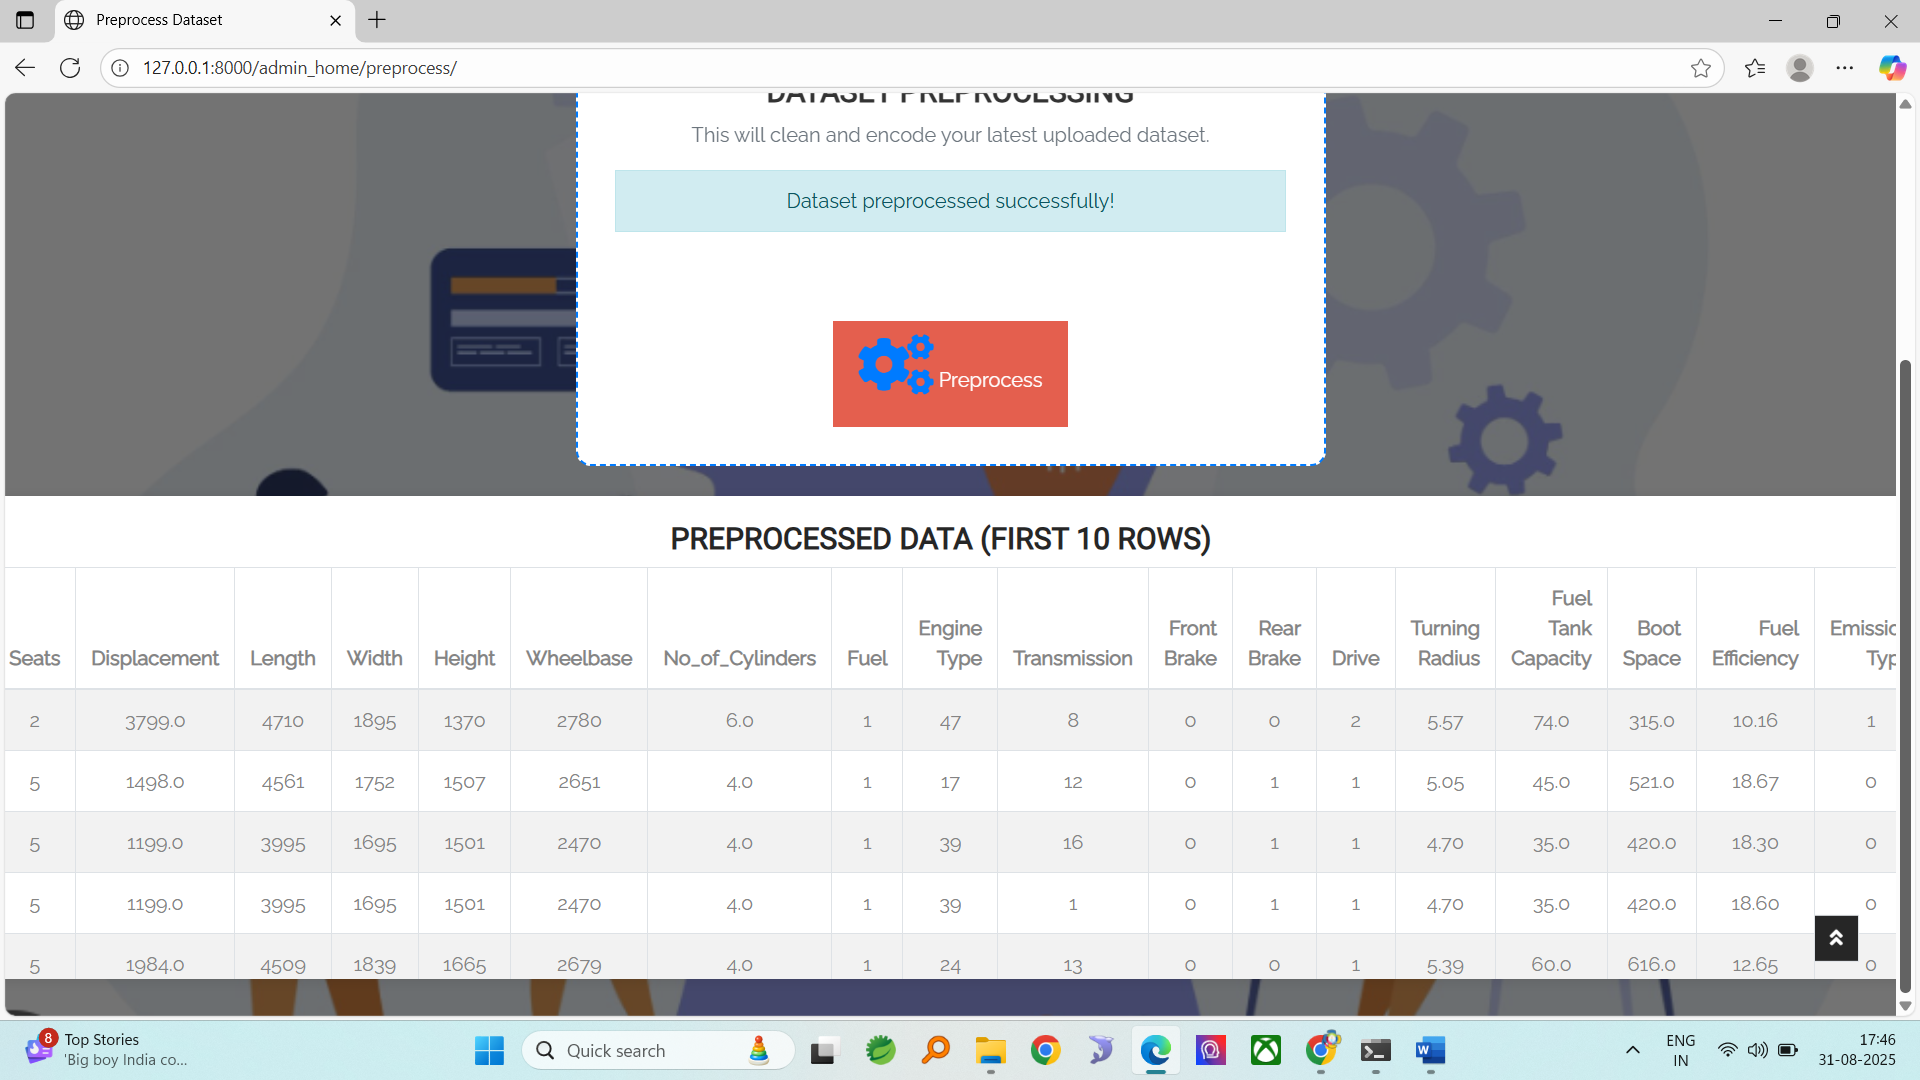 Preprocess Dataset
127.0.0.1:8000/admin_home/preprocess/
DATASET PREPROCESSING
This will clean and encode your latest uploaded dataset.
Dataset preprocessed successfully!
Preprocess
PREPROCESSED DATA (FIRST 10 ROWS)
Seats Displacement Length Width Height Wheelbase No_of_Cylinders Fuel Engine Type Transmission Front Brake Rear Brake Drive Turning Radius Fuel Tank Capacity Boot Space Fuel Efficiency Emissic Typ
2 3799.0 4710 1895 1370 2780 6.0 1 47 8 0 0 2 5.57 74.0 315.0 10.16 1
5 1498.0 4561 1752 1507 2651 4.0 1 17 12 0 1 1 5.05 45.0 521.0 18.67 0
5 1199.0 3995 1695 1501 2470 4.0 1 39 16 0 1 1 4.70 35.0 420.0 18.30 0
5 1199.0 3995 1695 1501 2470 4.0 1 39 1 0 1 1 4.70 35.0 420.0 18.60 0
5 1984.0 4509 1839 1665 2679 4.0 1 24 13 0 0 1 5.39 60.0 616.0 12.65 0
8
Top Stories
'Big boy India co...
Quick search
ENG
IN
17:46
31-08-2025